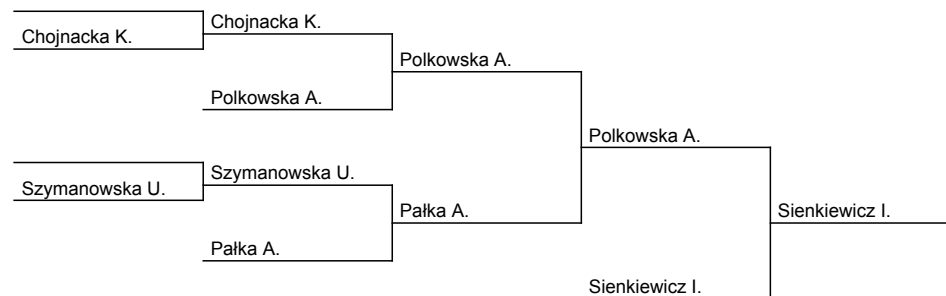 Chojnacka K.
Chojnacka K.
Polkowska A.
Polkowska A.
Polkowska A.
Szymanowska U.
Szymanowska U.
Pałka A.
Sienkiewicz I.
Pałka A.
Sienkiewicz I.